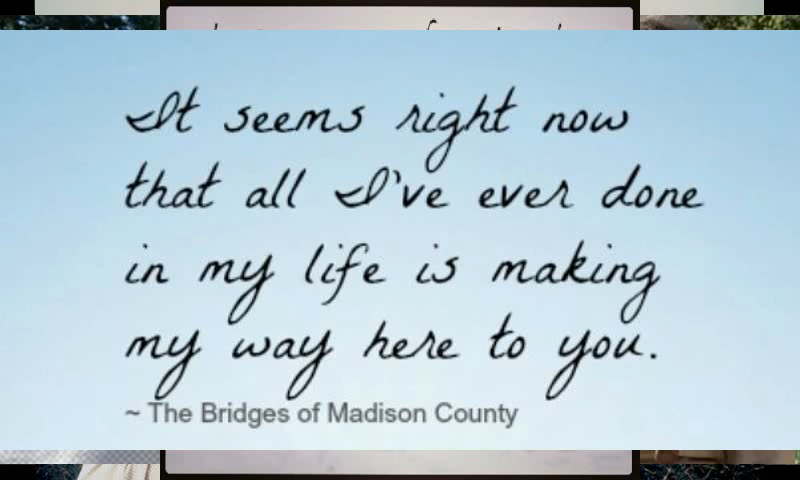 It seems right now
that all I've ever done
in my life is making
my way here to you.
~ The Bridges of Madison County